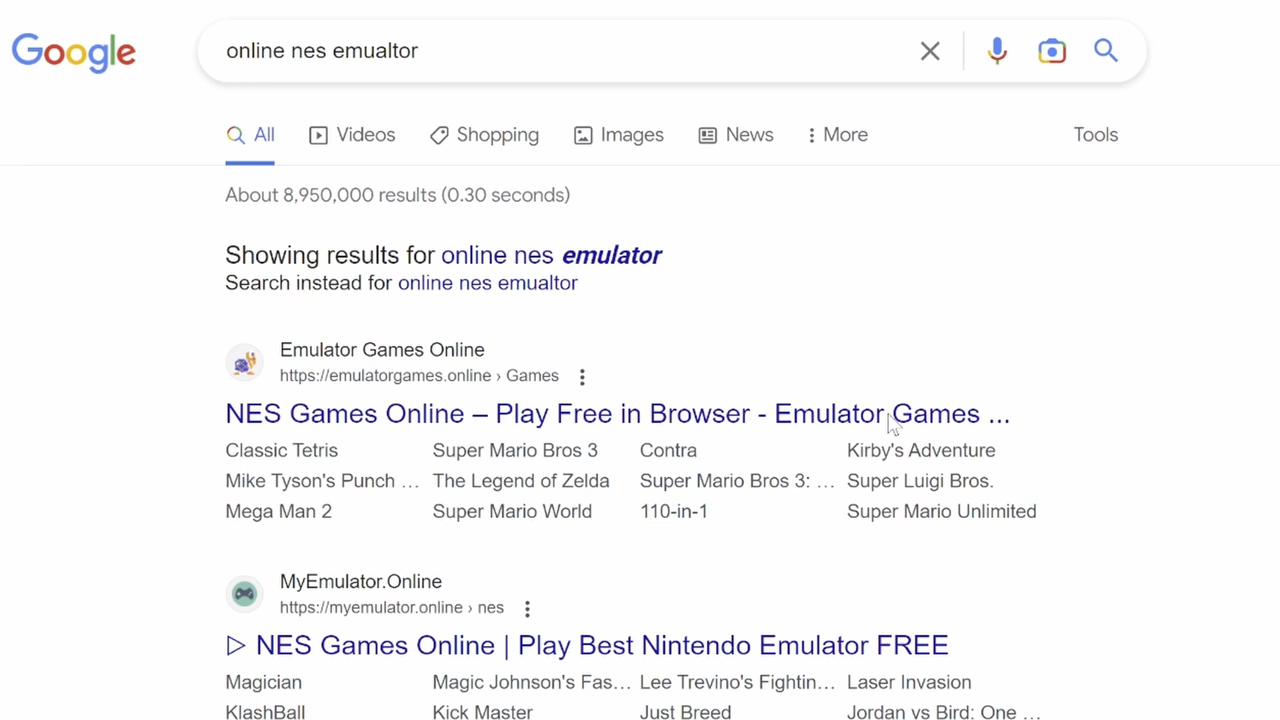 Google
online nes emualtor
All Videos Shopping Images News More Tools
About 8,950,000 results (0.30 seconds)
Showing results for online nes emulator
Search instead for online nes emualtor
Emulator Games Online
https://emulatorgames.online › Games
NES Games Online – Play Free in Browser - Emulator Games ...
Classic Tetris Super Mario Bros 3 Contra Kirby's Adventure
Mike Tyson's Punch ... The Legend of Zelda Super Mario Bros 3: ... Super Luigi Bros.
Mega Man 2 Super Mario World 110-in-1 Super Mario Unlimited
MyEmulator.Online
https://myemulator.online › nes
▷ NES Games Online | Play Best Nintendo Emulator FREE
Magician Magic Johnson's Fas... Lee Trevino's Fightin... Laser Invasion
KlashBall Kick Master Just Breed Jordan vs Bird: One ...